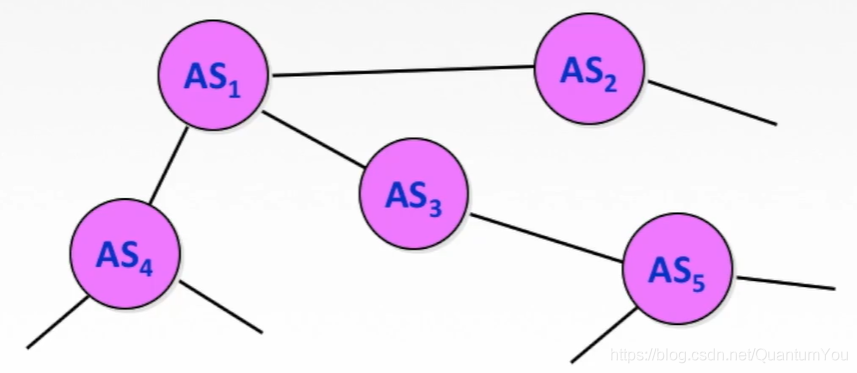 AS₁
AS₂
AS₃
AS₄
AS₅
https://blog.csdn.net/QuantumYou